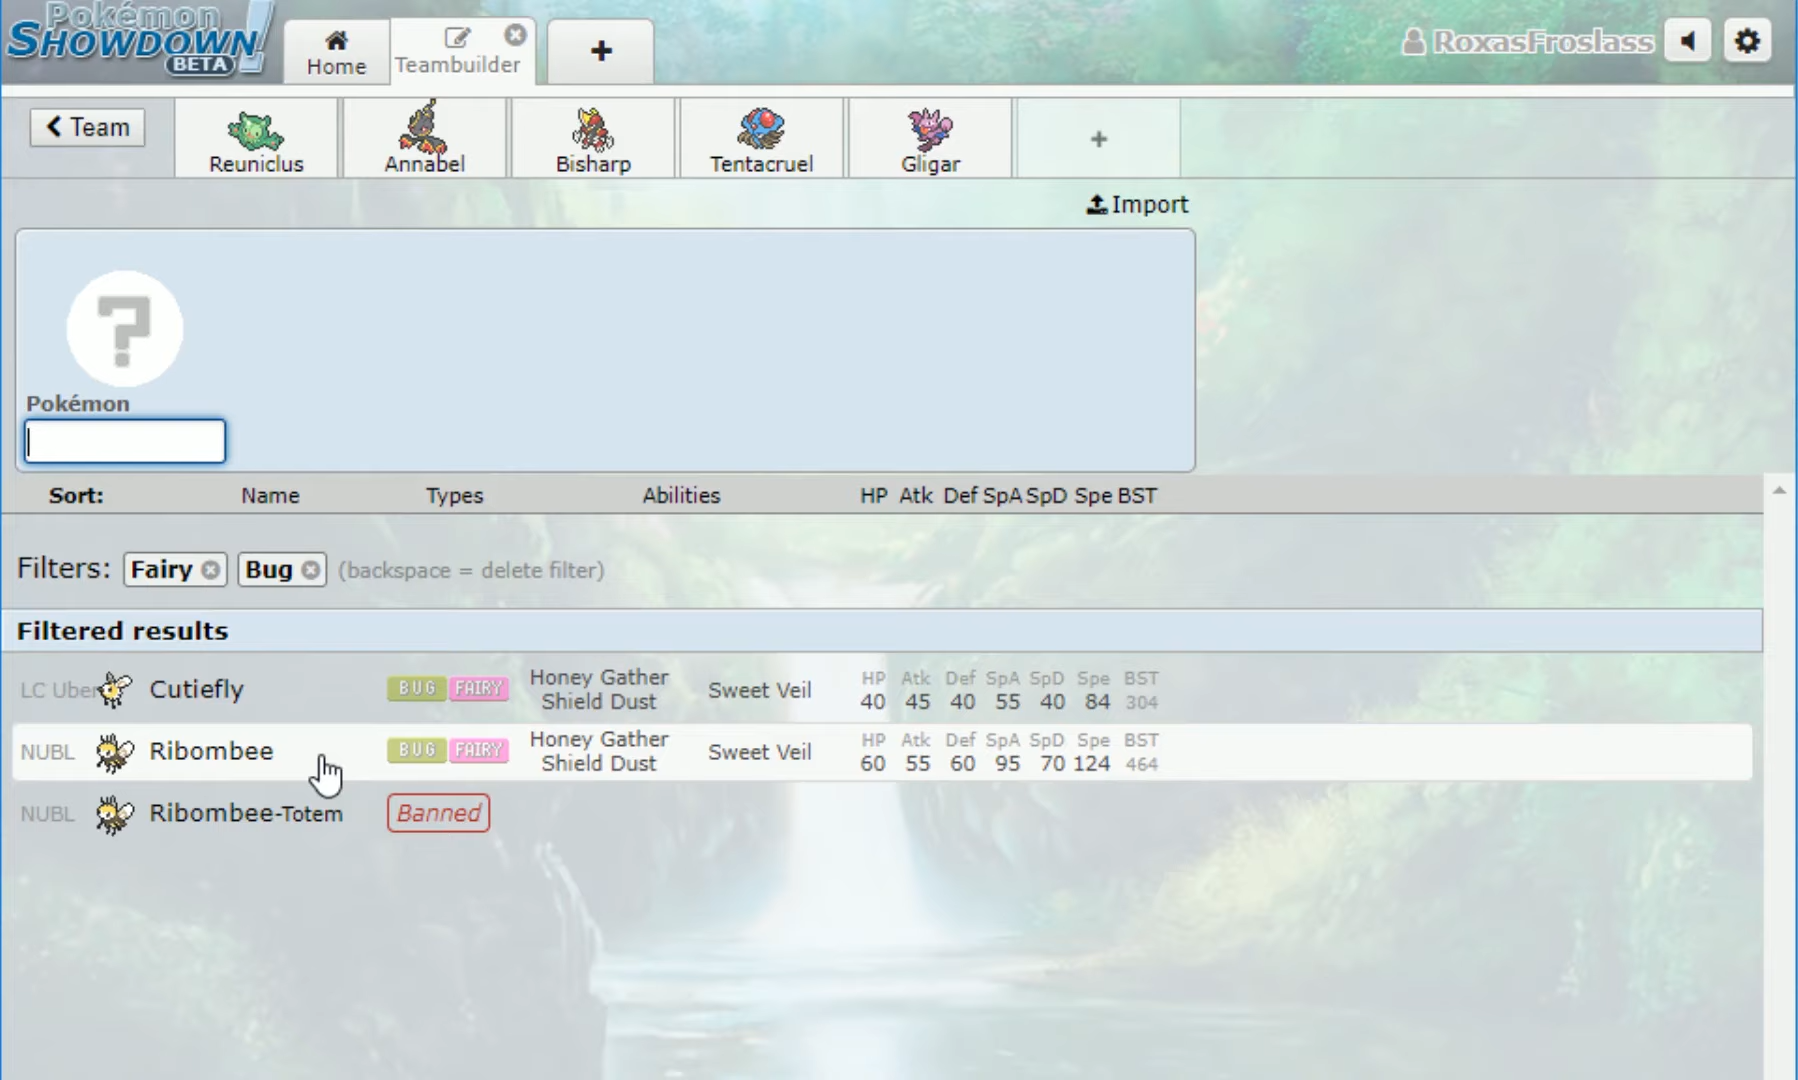 Pokémon
SHOWDOWN!
BETA
Home
Teambuilder
+
RoxasFroslass
Team
Reuniclus
Annabel
Bisharp
Tentacruel
Gligar
+
Import
?
Pokémon
Sort: Name Types Abilities HP Atk Def SpA SpD Spe BST
Filters: Fairy Bug (backspace = delete filter)
Filtered results
LC Uber Cutiefly BUG FAIRY Honey Gather Shield Dust Sweet Veil HP 40 Atk 45 Def 40 SpA 55 SpD 40 Spe 84 BST 304
NUBL Ribombee BUG FAIRY Honey Gather Shield Dust Sweet Veil HP 60 Atk 55 Def 60 SpA 95 SpD 70 Spe 124 BST 464
NUBL Ribombee-Totem Banned